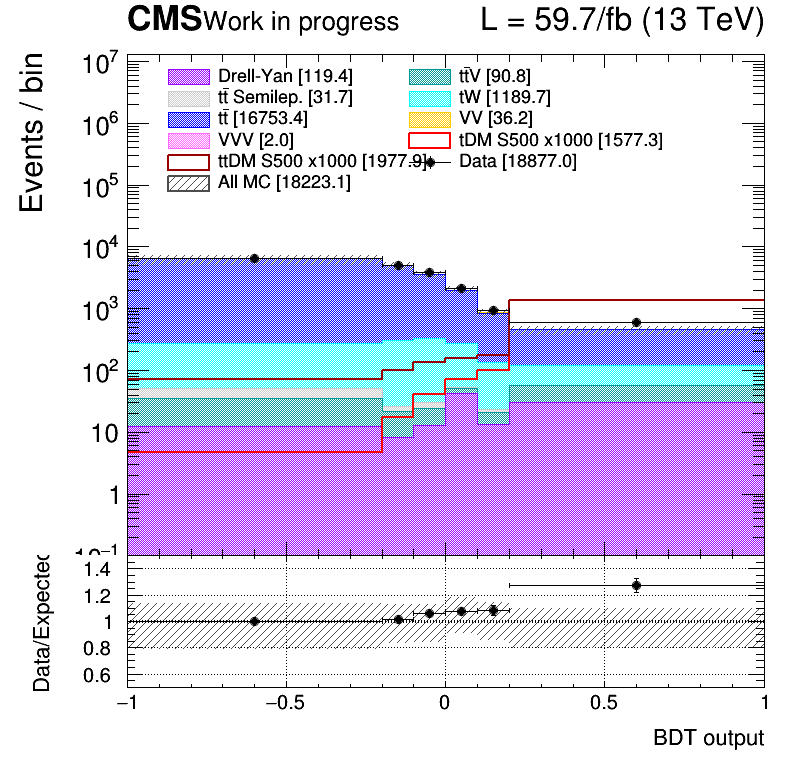 CMS Work in progress L = 59.7/fb (13 TeV)
Events / bin
10⁷
10⁶
10⁵
10⁴
10³
10²
10
1
10⁻¹
Drell-Yan [119.4]
tt̄V [90.8]
tt̄ Semilep. [31.7]
tW [1189.7]
tt̄ [16753.4]
VV [36.2]
VVV [2.0]
tDM S500 x1000 [1577.3]
ttDM S500 x1000 [1977.9]
Data [18877.0]
All MC [18223.1]
Data/Expected
1.4
1.2
1
0.8
0.6
−1 −0.5 0 0.5 1
BDT output